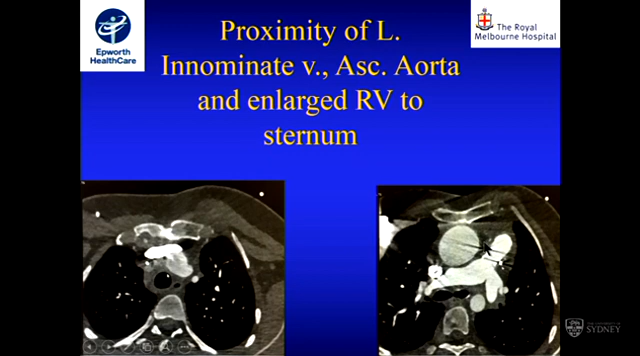 Epworth
HealthCare
Proximity of L.
Innominate v., Asc. Aorta
and enlarged RV to
sternum
The Royal
Melbourne Hospital
SYDNEY